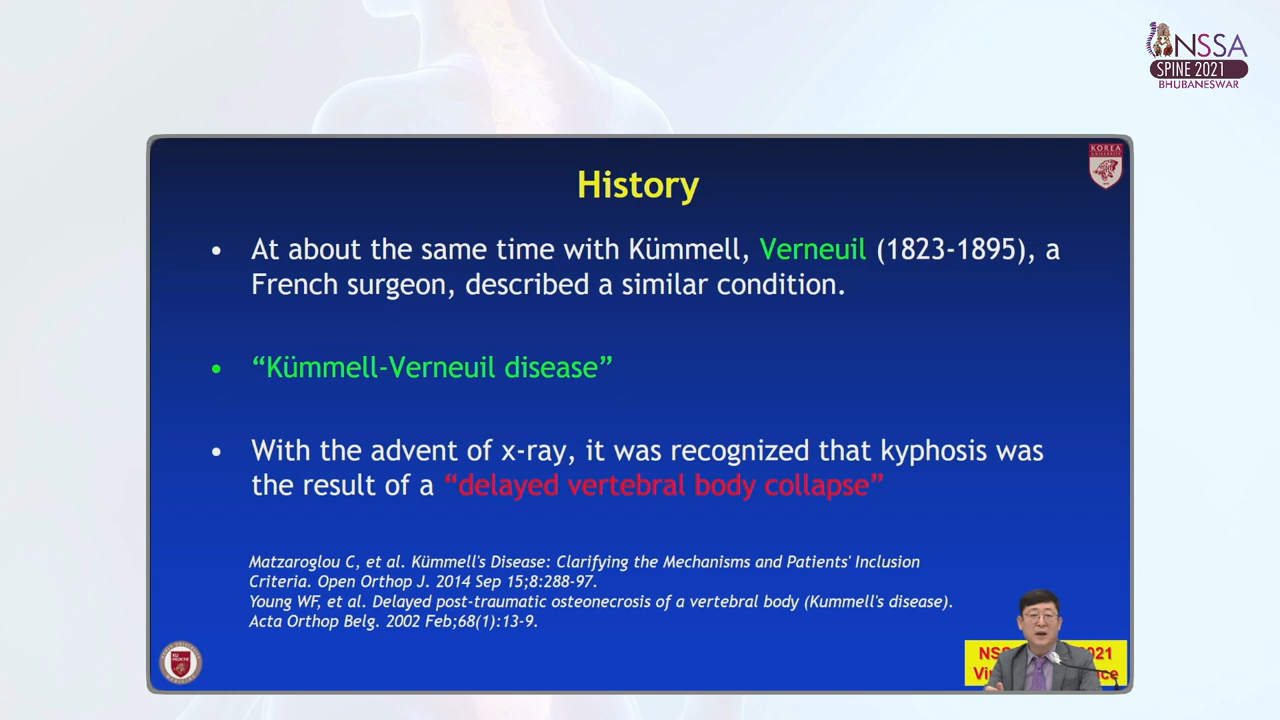 NSSA
SPINE 2021
BHUBANESWAR
KOREA
History
• At about the same time with Kümmell, Verneuil (1823-1895), a
French surgeon, described a similar condition.
• “Kümmell-Verneuil disease”
• With the advent of x-ray, it was recognized that kyphosis was
the result of a “delayed vertebral body collapse”
Matzaroglou C, et al. Kümmell's Disease: Clarifying the Mechanisms and Patients' Inclusion
Criteria. Open Orthop J. 2014 Sep 15;8:288-97.
Young WF, et al. Delayed post-traumatic osteonecrosis of a vertebral body (Kummell's disease).
Acta Orthop Belg. 2002 Feb;68(1):13-9.